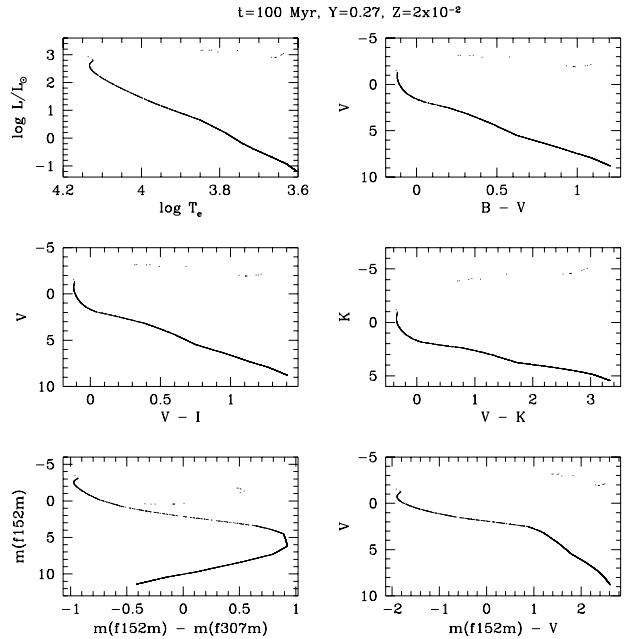 t=100 Myr, Y=0.27, Z=2x10⁻²
log L/L⊙
3
2
1
0
−1
4.2 4 3.8 3.6
log Tₑ
V
−5
0
5
10
0 0.5 1
B − V
V
−5
0
5
10
0 1
V − I
K
−5
0
5
0 1 2 3
V − K
m(f152m)
−5
0
5
10
−1 −0.5 0 0.5 1
m(f152m) − m(f307m)
V
−5
0
5
10
−2 −1 0 1 2
m(f152m) − V